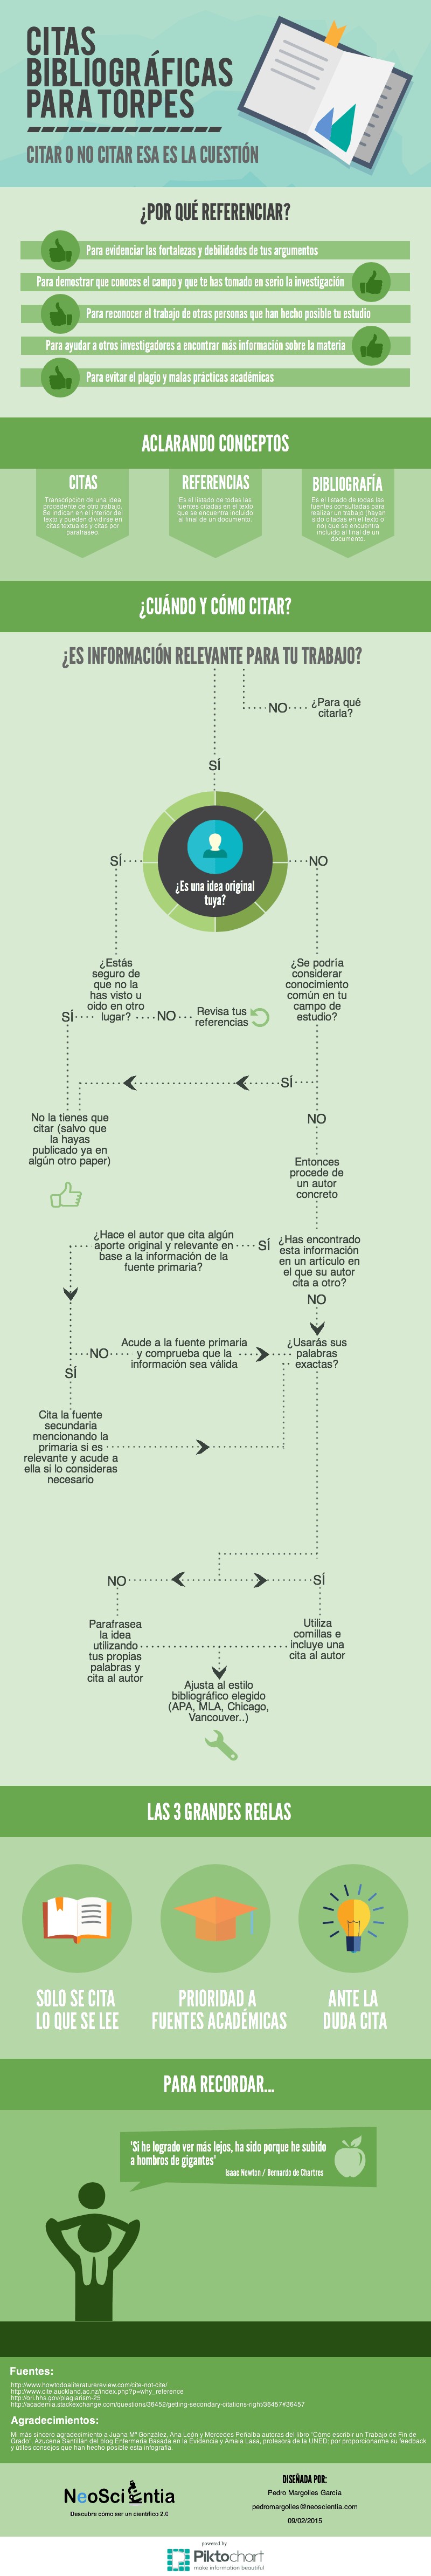 CITAS
BIBLIOGRÁFICAS
PARA TORPES
CITAR O NO CITAR ESA ES LA CUESTIÓN
¿POR QUÉ REFERENCIAR?
Para evidenciar las fortalezas y debilidades de tus argumentos
Para demostrar que conoces el campo y que te has tomado en serio la investigación
Para reconocer el trabajo de otras personas que han hecho posible tu estudio
Para ayudar a otros investigadores a encontrar más información sobre la materia
Para evitar el plagio y malas prácticas académicas
ACLARANDO CONCEPTOS
CITAS
Transcripción de una idea
procedente de otro trabajo.
Se indican en el interior del
texto y pueden dividirse en
citas textuales y citas por
parafraseo.
REFERENCIAS
Es el listado de todas las
fuentes citadas en el texto
que se encuentra incluido
al final de un documento.
BIBLIOGRAFÍA
Es el listado de todas las
fuentes consultadas para
realizar un trabajo (hayan
sido citadas en el texto o
no) que se encuentra
incluido al final de un
documento.
¿CUÁNDO Y CÓMO CITAR?
¿ES INFORMACIÓN RELEVANTE PARA TU TRABAJO?
NO
¿Para qué
citarla?
SÍ
¿Es una idea original
tuya?
SÍ
NO
¿Estás
seguro de
que no la
has visto u
oido en otro
lugar?
SÍ
NO
Revisa tus
referencias
¿Se podría
considerar
conocimiento
común en tu
campo de
estudio?
SÍ
No la tienes que
citar (salvo que
la hayas
publicado ya en
algún otro paper)
NO
Entonces
procede de
un autor
concreto
¿Has encontrado
esta información
en un artículo en
el que su autor
cita a otro?
SÍ
¿Hace el autor que cita algún
aporte original y relevante en
base a la información de la
fuente primaria?
NO
NO
Acude a la fuente primaria
y comprueba que la
información sea válida
¿Usarás sus
palabras
exactas?
SÍ
Cita la fuente
secundaria
mencionando la
primaria si es
relevante y acude a
ella si lo consideras
necesario
NO
SÍ
Parafrasea
la idea
utilizando
tus propias
palabras y
cita al autor
Utiliza
comillas e
incluye una
cita al autor
Ajusta al estilo
bibliográfico elegido
(APA, MLA, Chicago,
Vancouver..)
LAS 3 GRANDES REGLAS
SOLO SE CITA
LO QUE SE LEE
PRIORIDAD A
FUENTES ACADÉMICAS
ANTE LA
DUDA CITA
PARA RECORDAR...
'Si he logrado ver más lejos, ha sido porque he subido
a hombros de gigantes'
Isaac Newton / Bernardo de Chartres
Fuentes:
http://www.howtodoaliteraturereview.com/cite-not-cite/
http://www.cite.auckland.ac.nz/index.php?p=why_reference
http://ori.hhs.gov/plagiarism-25
http://academia.stackexchange.com/questions/36452/getting-secondary-citations-right/36457#36457
Agradecimientos:
Mi más sincero agradecimiento a Juana Mª González, Ana León y Mercedes Peñalba autoras del libro "Cómo escribir un Trabajo de Fin de
Grado", Azucena Santillán del blog Enfermería Basada en la Evidencia y Amaia Lasa, profesora de la UNED; por proporcionarme su feedback
y útiles consejos que han hecho posible esta infografía.
NeoScientia
Descubre cómo ser un científico 2.0
DISEÑADA POR:
Pedro Margolles García
pedromargolles@neoscientia.com
09/02/2015
powered by
Piktochart
make information beautiful